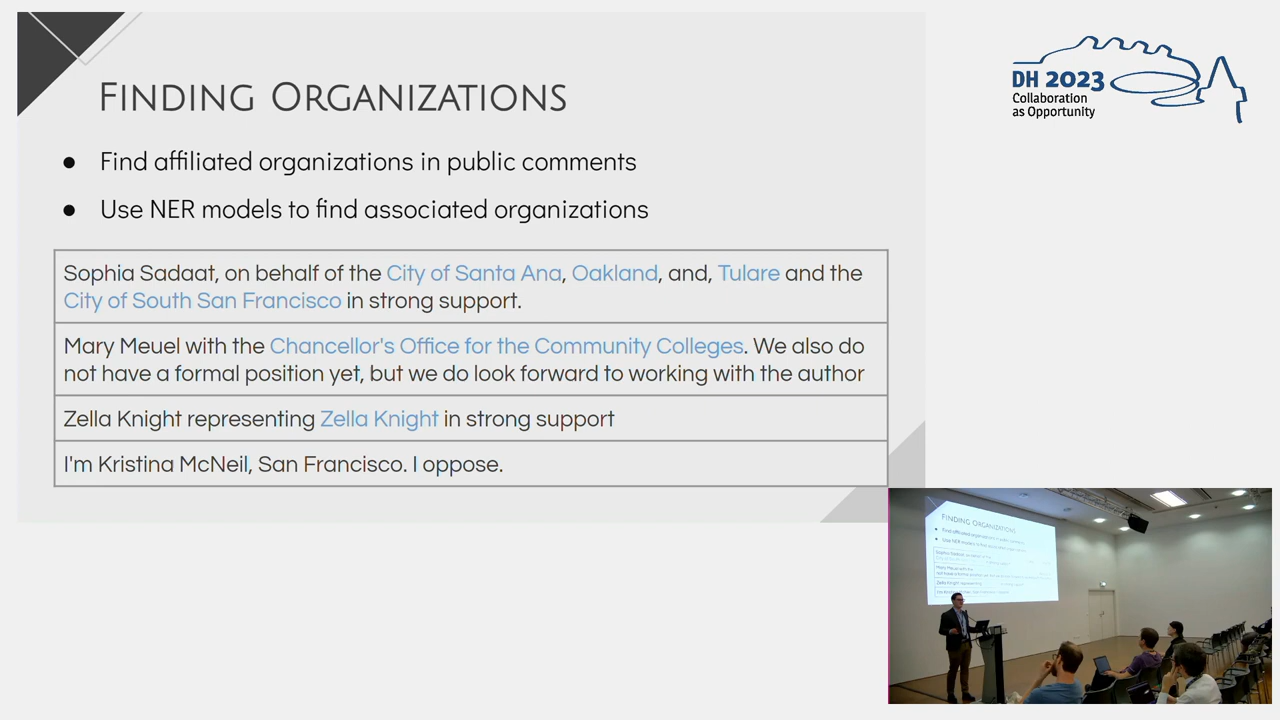 FINDING ORGANIZATIONS
● Find affiliated organizations in public comments
● Use NER models to find associated organizations
Sophia Sadaat, on behalf of the City of Santa Ana, Oakland, and, Tulare and the
City of South San Francisco in strong support.
Mary Meuel with the Chancellor's Office for the Community Colleges. We also do
not have a formal position yet, but we do look forward to working with the author
Zella Knight representing Zella Knight in strong support
I'm Kristina McNeil, San Francisco. I oppose.
DH 2023
Collaboration
as Opportunity
FINDING ORGANIZATIONS